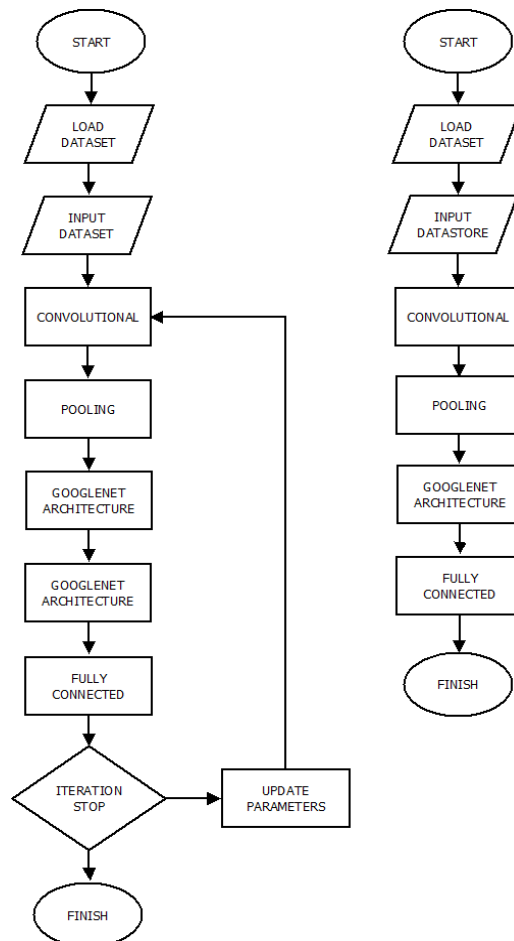 START
LOAD
DATASET
INPUT
DATASET
CONVOLUTIONAL
POOLING
GOOGLENET
ARCHITECTURE
GOOGLENET
ARCHITECTURE
FULLY
CONNECTED
ITERATION
STOP
UPDATE
PARAMETERS
FINISH
START
LOAD
DATASET
INPUT
DATASTORE
CONVOLUTIONAL
POOLING
GOOGLENET
ARCHITECTURE
FULLY
CONNECTED
FINISH